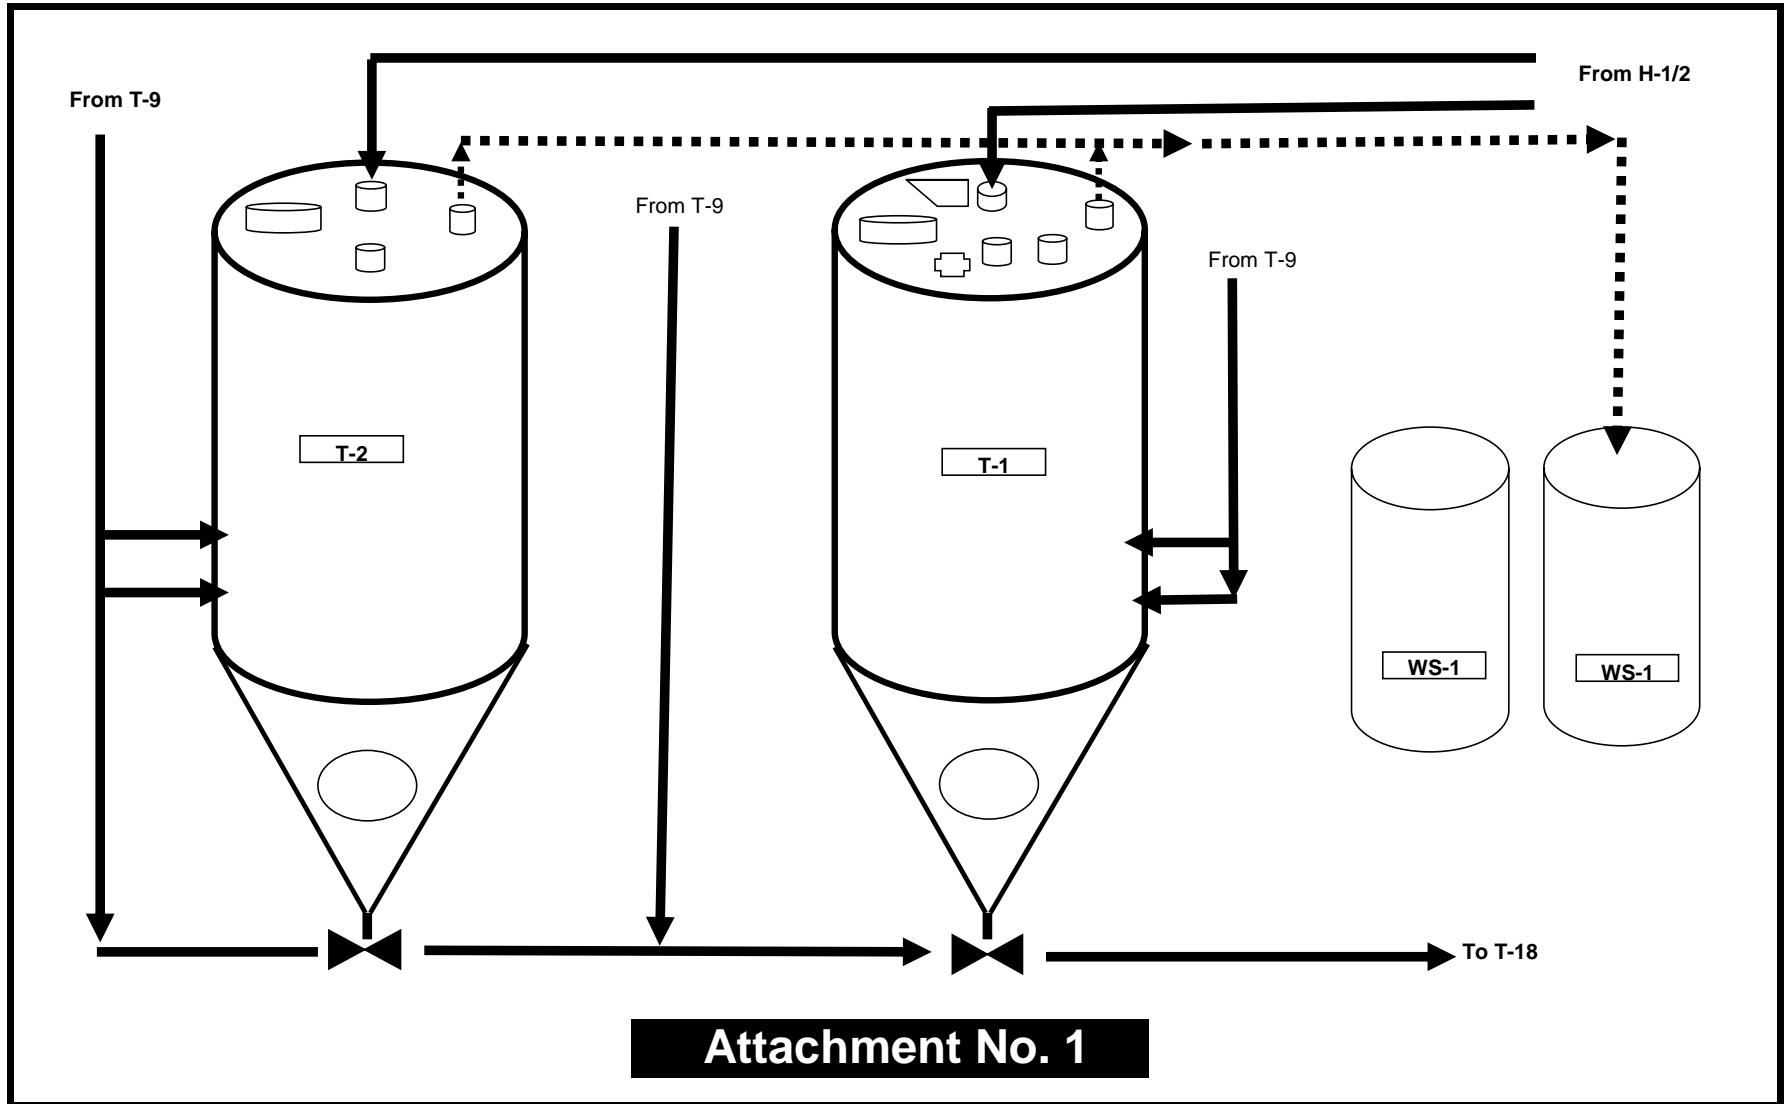 From H-1/2
From T-9
From T-9
From T-9
T-2
T-1
WS-1
WS-1
To T-18
Attachment No. 1